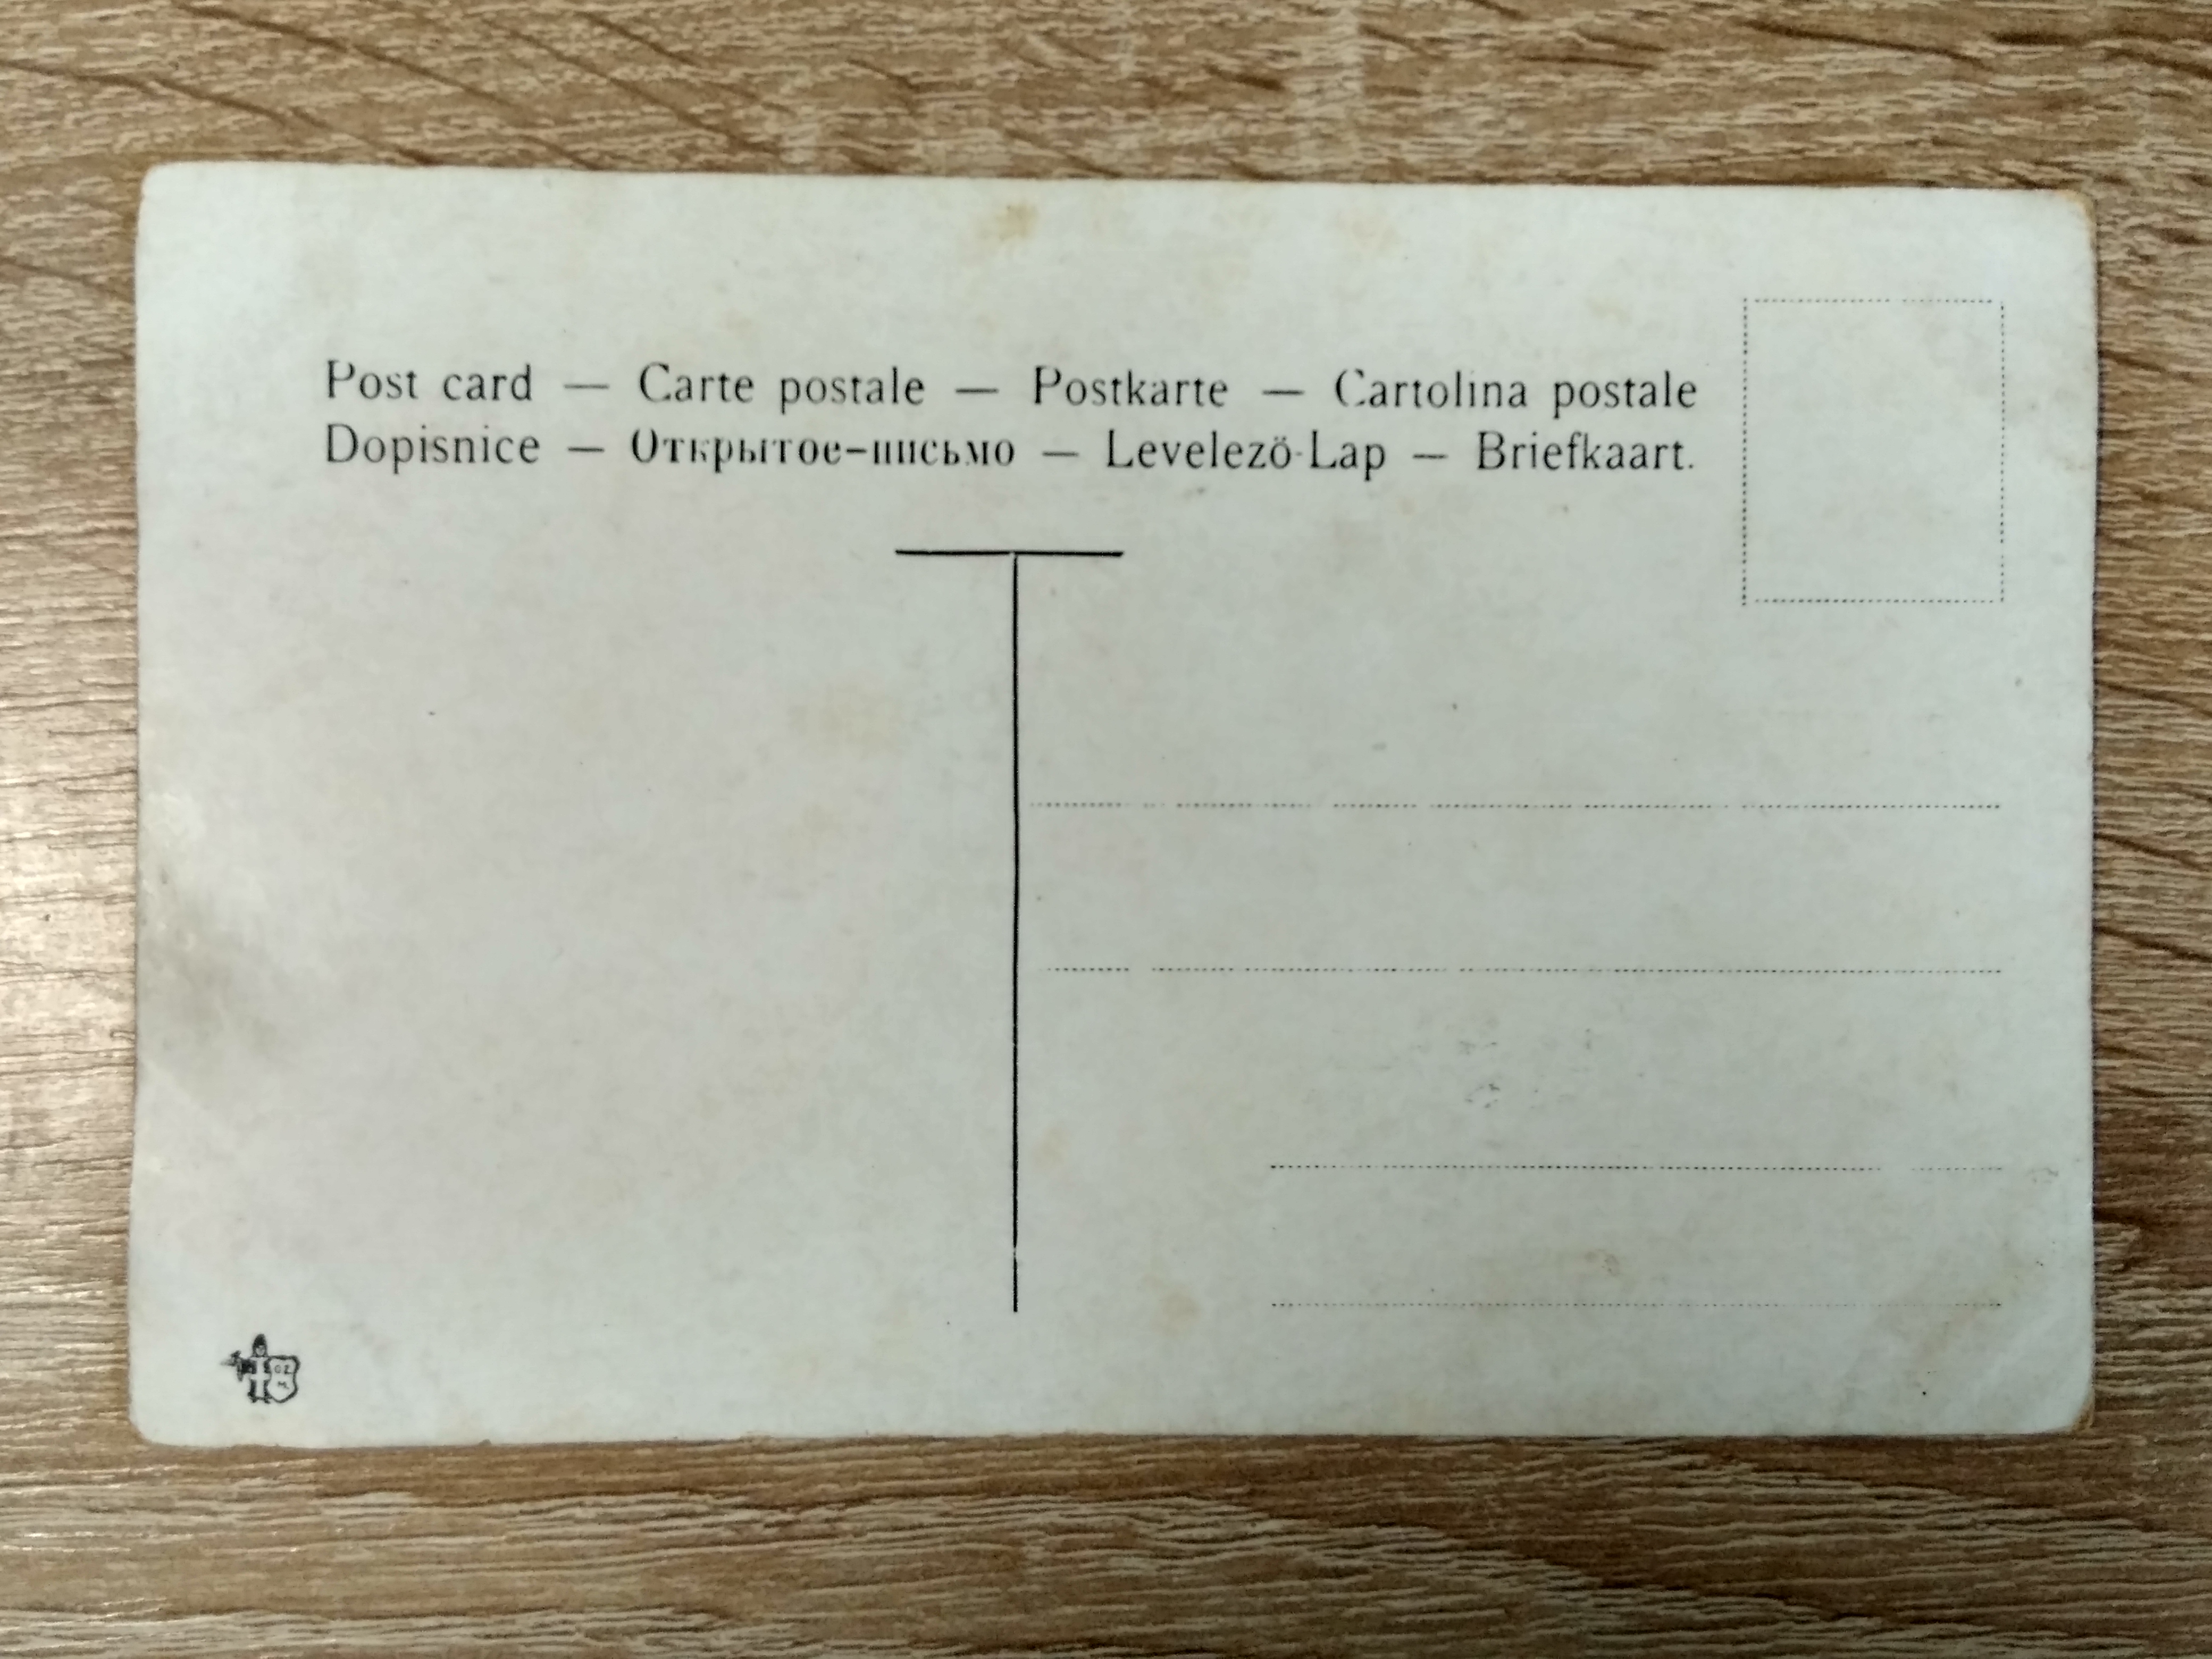 Post card — Carte postale — Postkarte — Cartolina postale
Dopisnice — Открытое-письмо — Levelezö-Lap — Briefkaart.